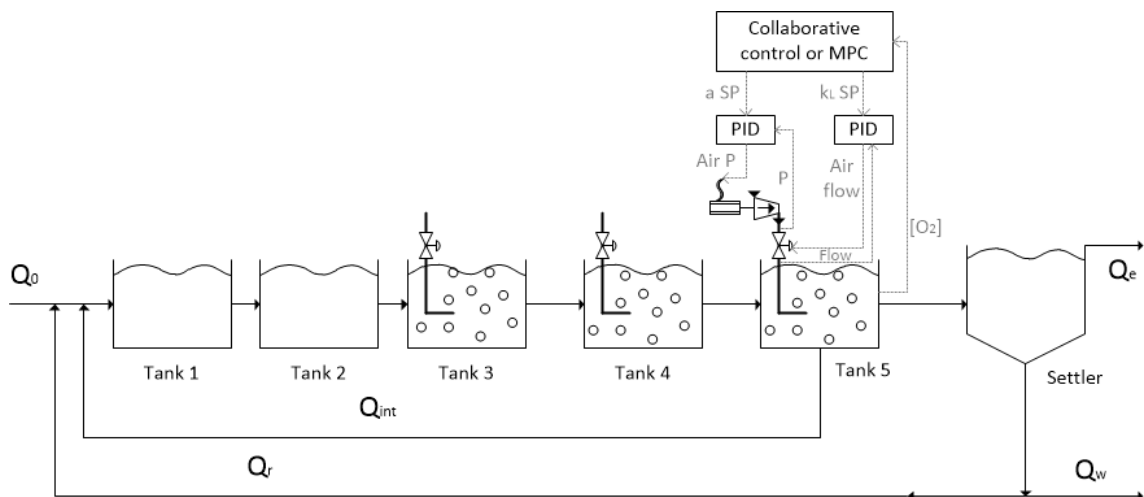 Collaborative
control or MPC
a SP
kL SP
PID
PID
Air P
P
Air
flow
[O2]
Flow
Q0
Qe
Tank 1
Tank 2
Tank 3
Tank 4
Tank 5
Settler
Qint
Qr
Qw